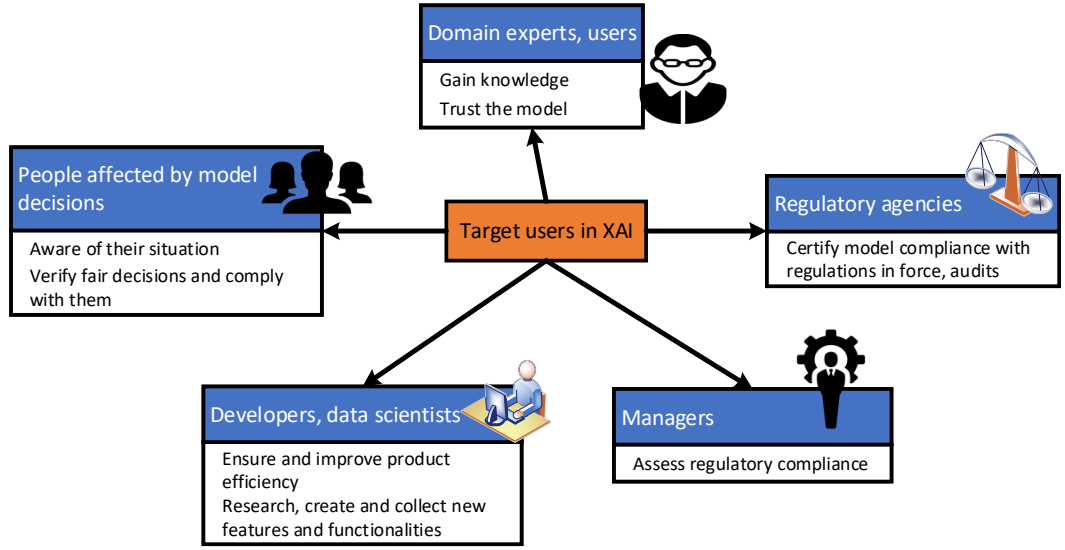 Domain experts, users
Gain knowledge
Trust the model
People affected by model
decisions
Aware of their situation
Verify fair decisions and comply
with them
Target users in XAI
Regulatory agencies
Certify model compliance with
regulations in force, audits
Developers, data scientists
Ensure and improve product
efficiency
Research, create and collect new
features and functionalities
Managers
Assess regulatory compliance